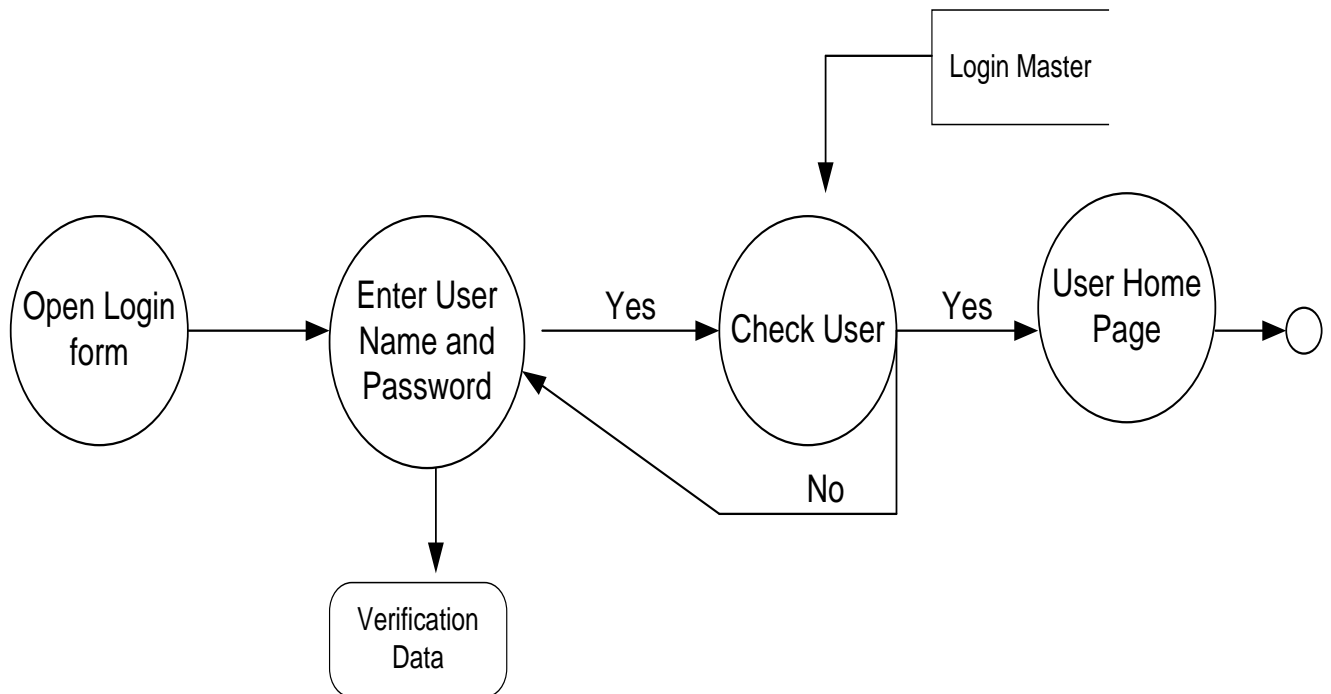 Login Master
Open Login
form
Enter User
Name and
Password
Yes
Check User
Yes
User Home
Page
No
Verification
Data